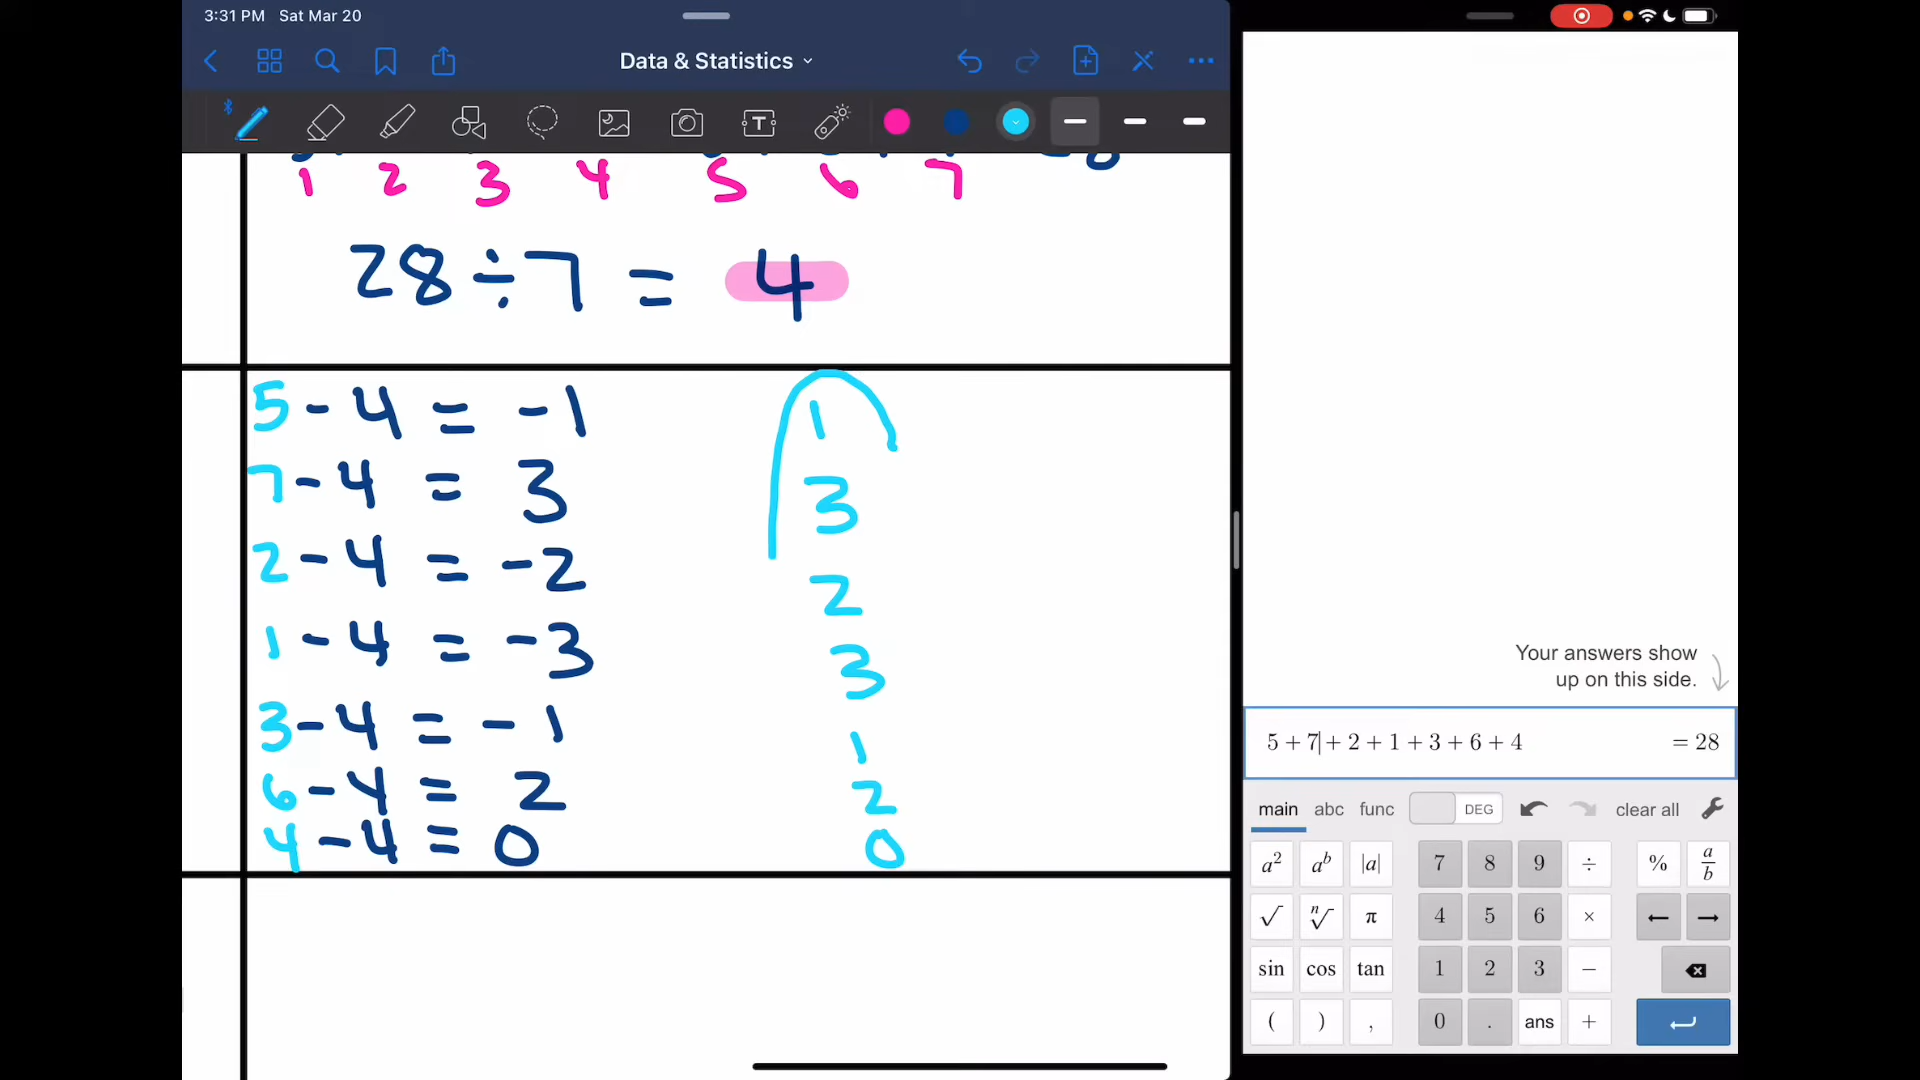 3:31 PM Sat Mar 20
Data & Statistics
T
1 2 3 4 5 6 7
28 ÷ 7 = 4
5 - 4 = -1 1
7 - 4 = 3 3
2 - 4 = -2 2
1 - 4 = -3 3
3 - 4 = -1 1
6 - 4 = 2 2
4 - 4 = 0 0
Your answers show
up on this side.
5 + 7 + 2 + 1 + 3 + 6 + 4 = 28
main abc func DEG clear all
a² aᵇ |a| 7 8 9 ÷ % a/b
√ ⁿ√ π 4 5 6 × ← →
sin cos tan 1 2 3 −
( ) , 0 . ans +